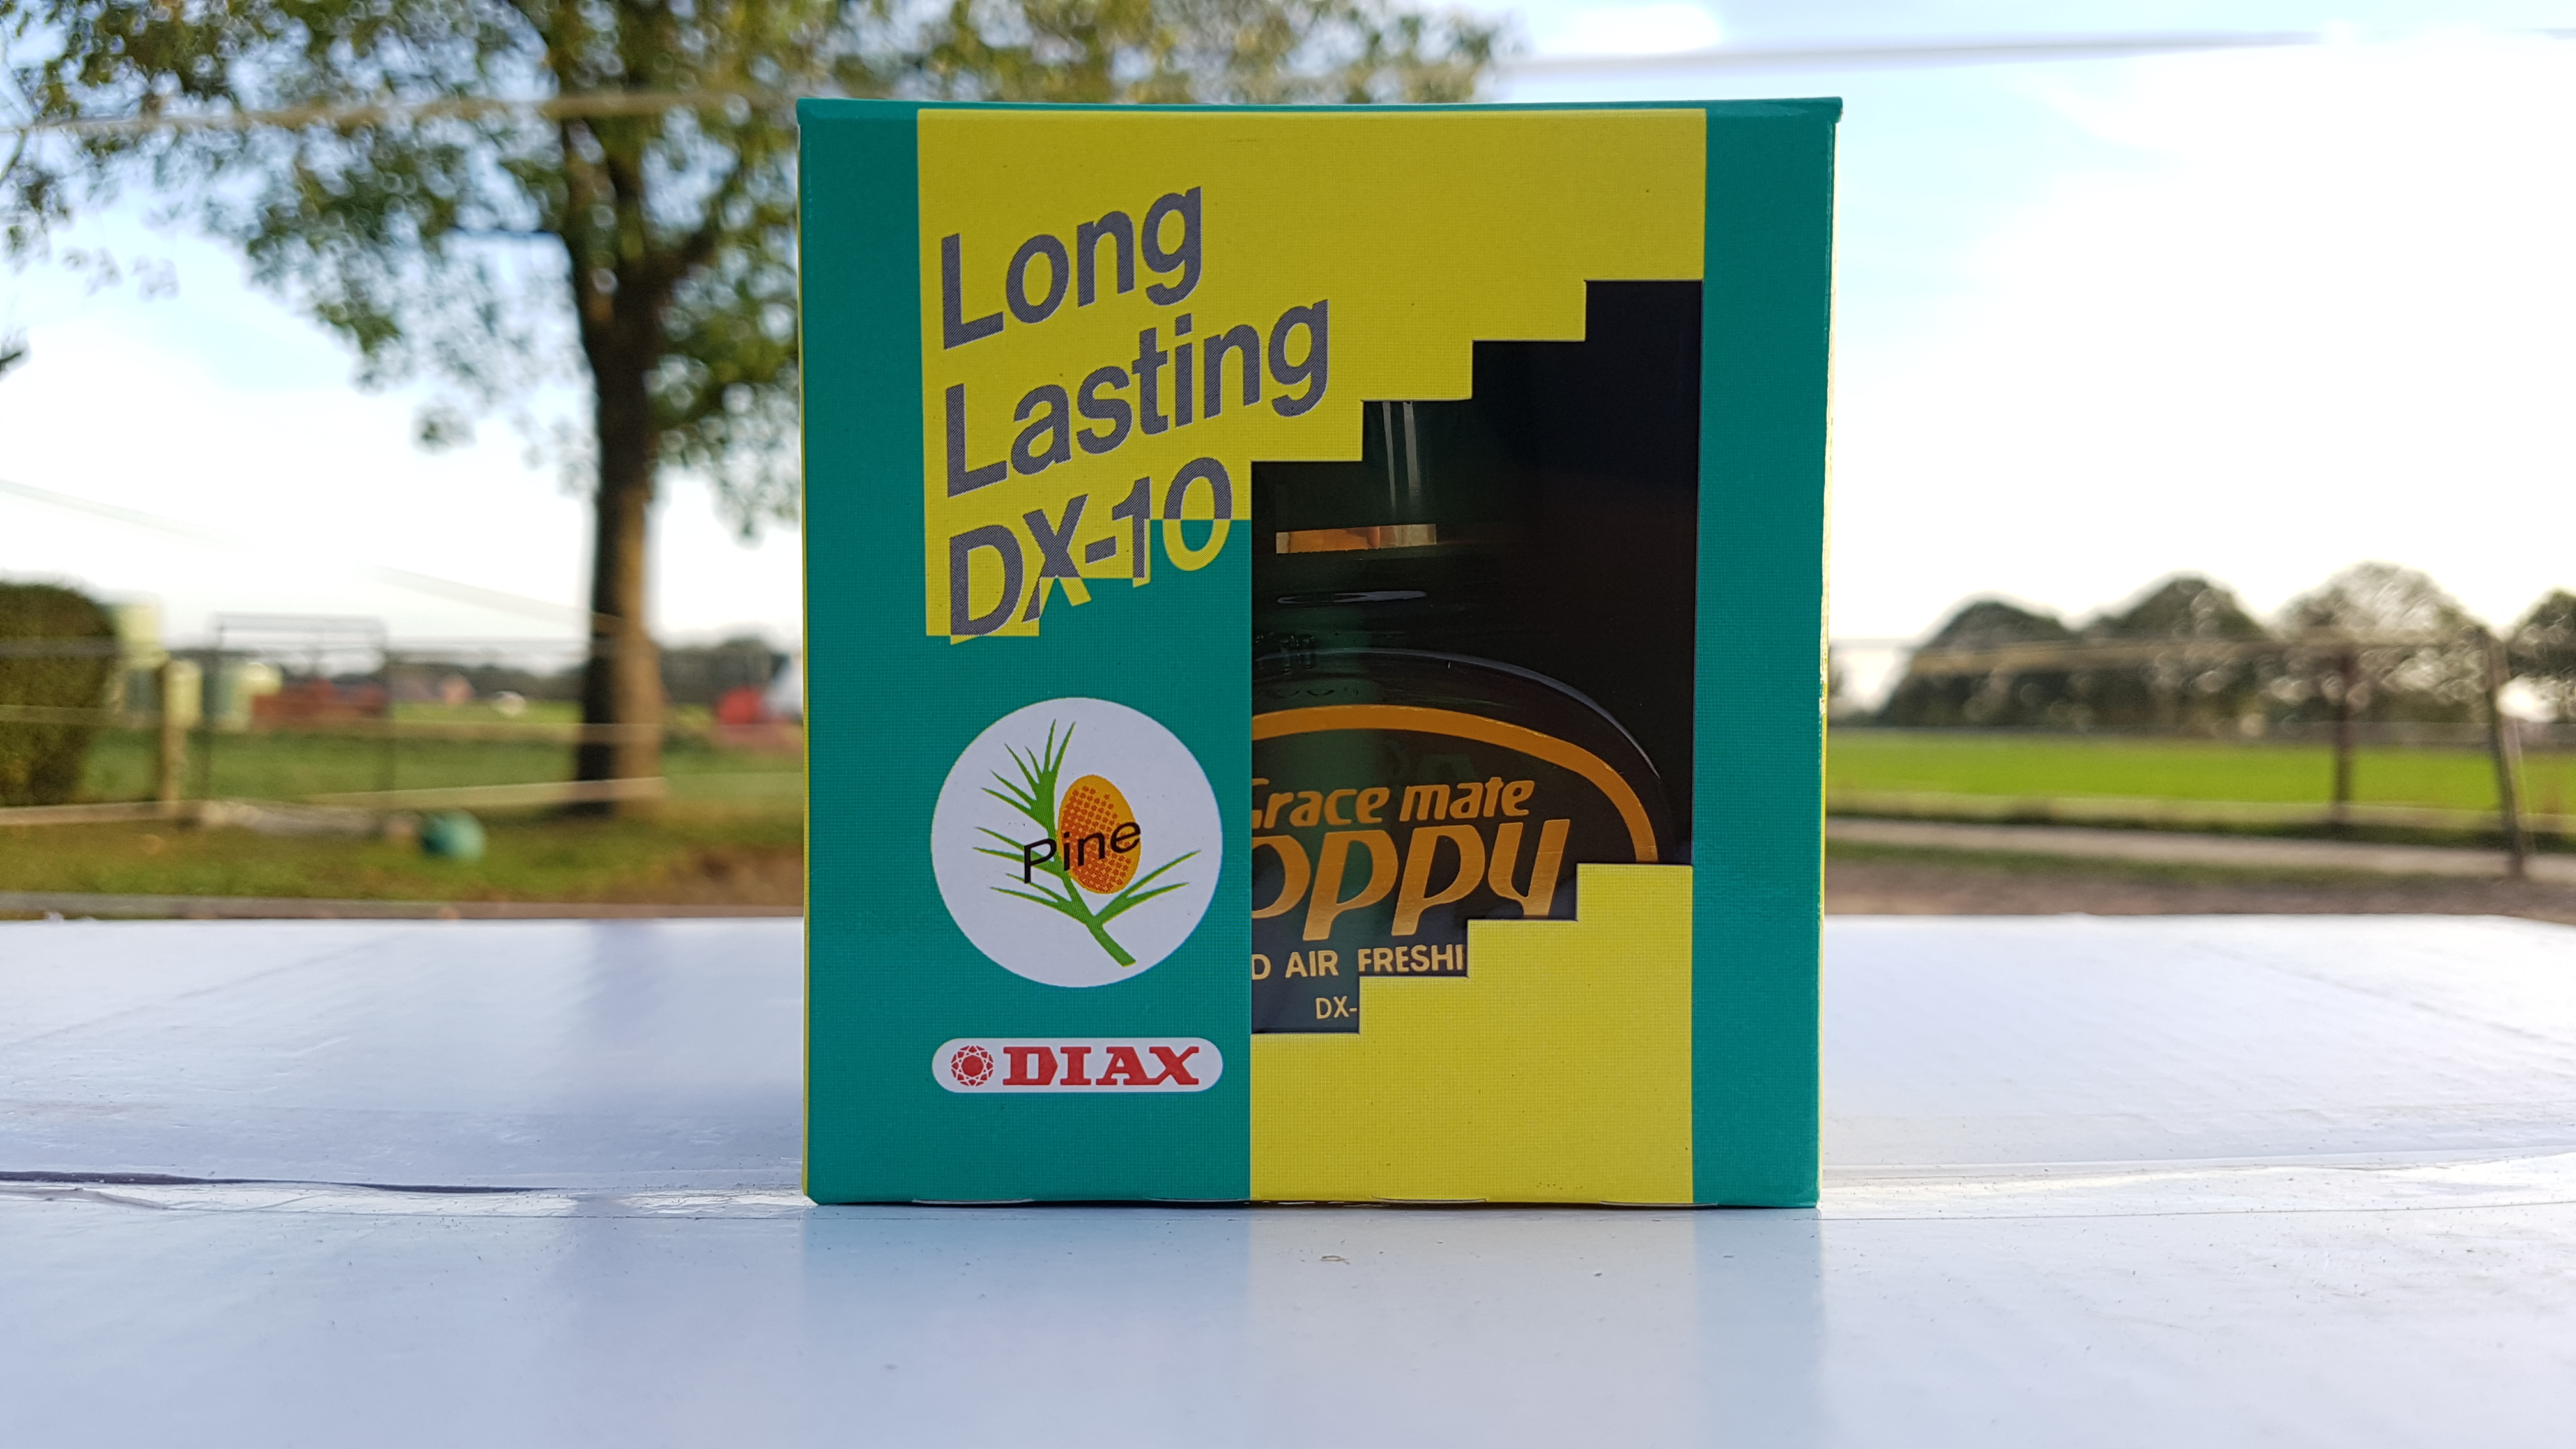 Long
Lasting
DX-10
Pine
DIAX
Grace mate
oppy
D AIR FRESHI
DX-